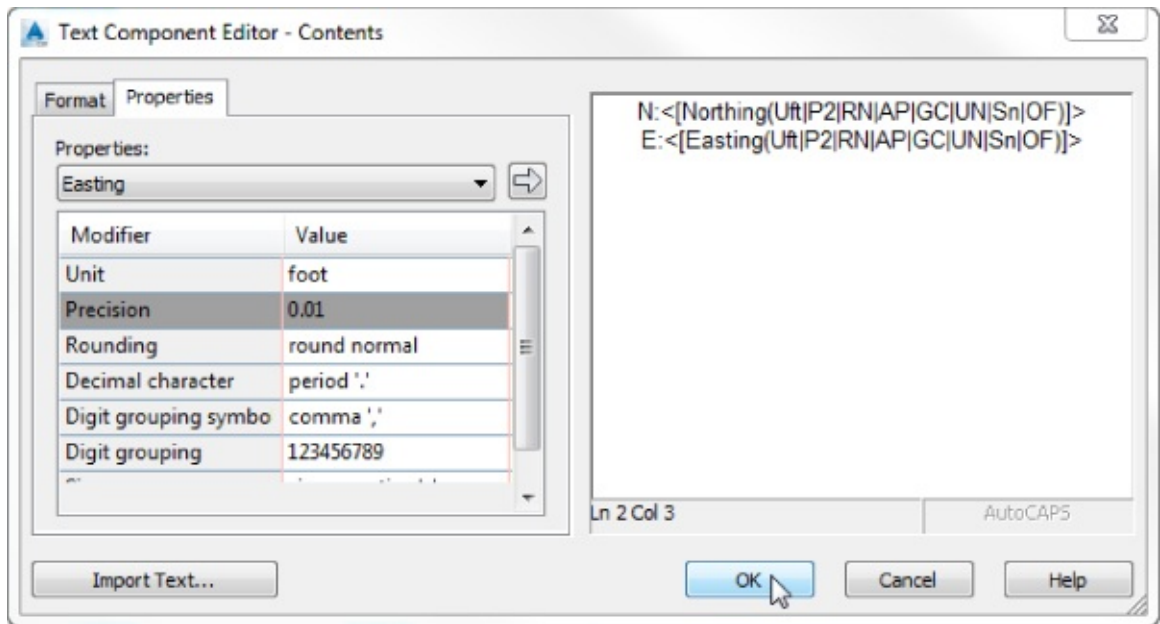 Text Component Editor - Contents
Format Properties
Properties:
Easting
Modifier Value
Unit foot
Precision 0.01
Rounding round normal
Decimal character period '.'
Digit grouping symbo comma ','
Digit grouping 123456789
N:<[Northing(Uft|P2|RN|AP|GC|UN|Sn|OF)]>
E:<[Easting(Uft|P2|RN|AP|GC|UN|Sn|OF)]>
Ln 2 Col 3 AutoCAPS
Import Text... OK Cancel Help